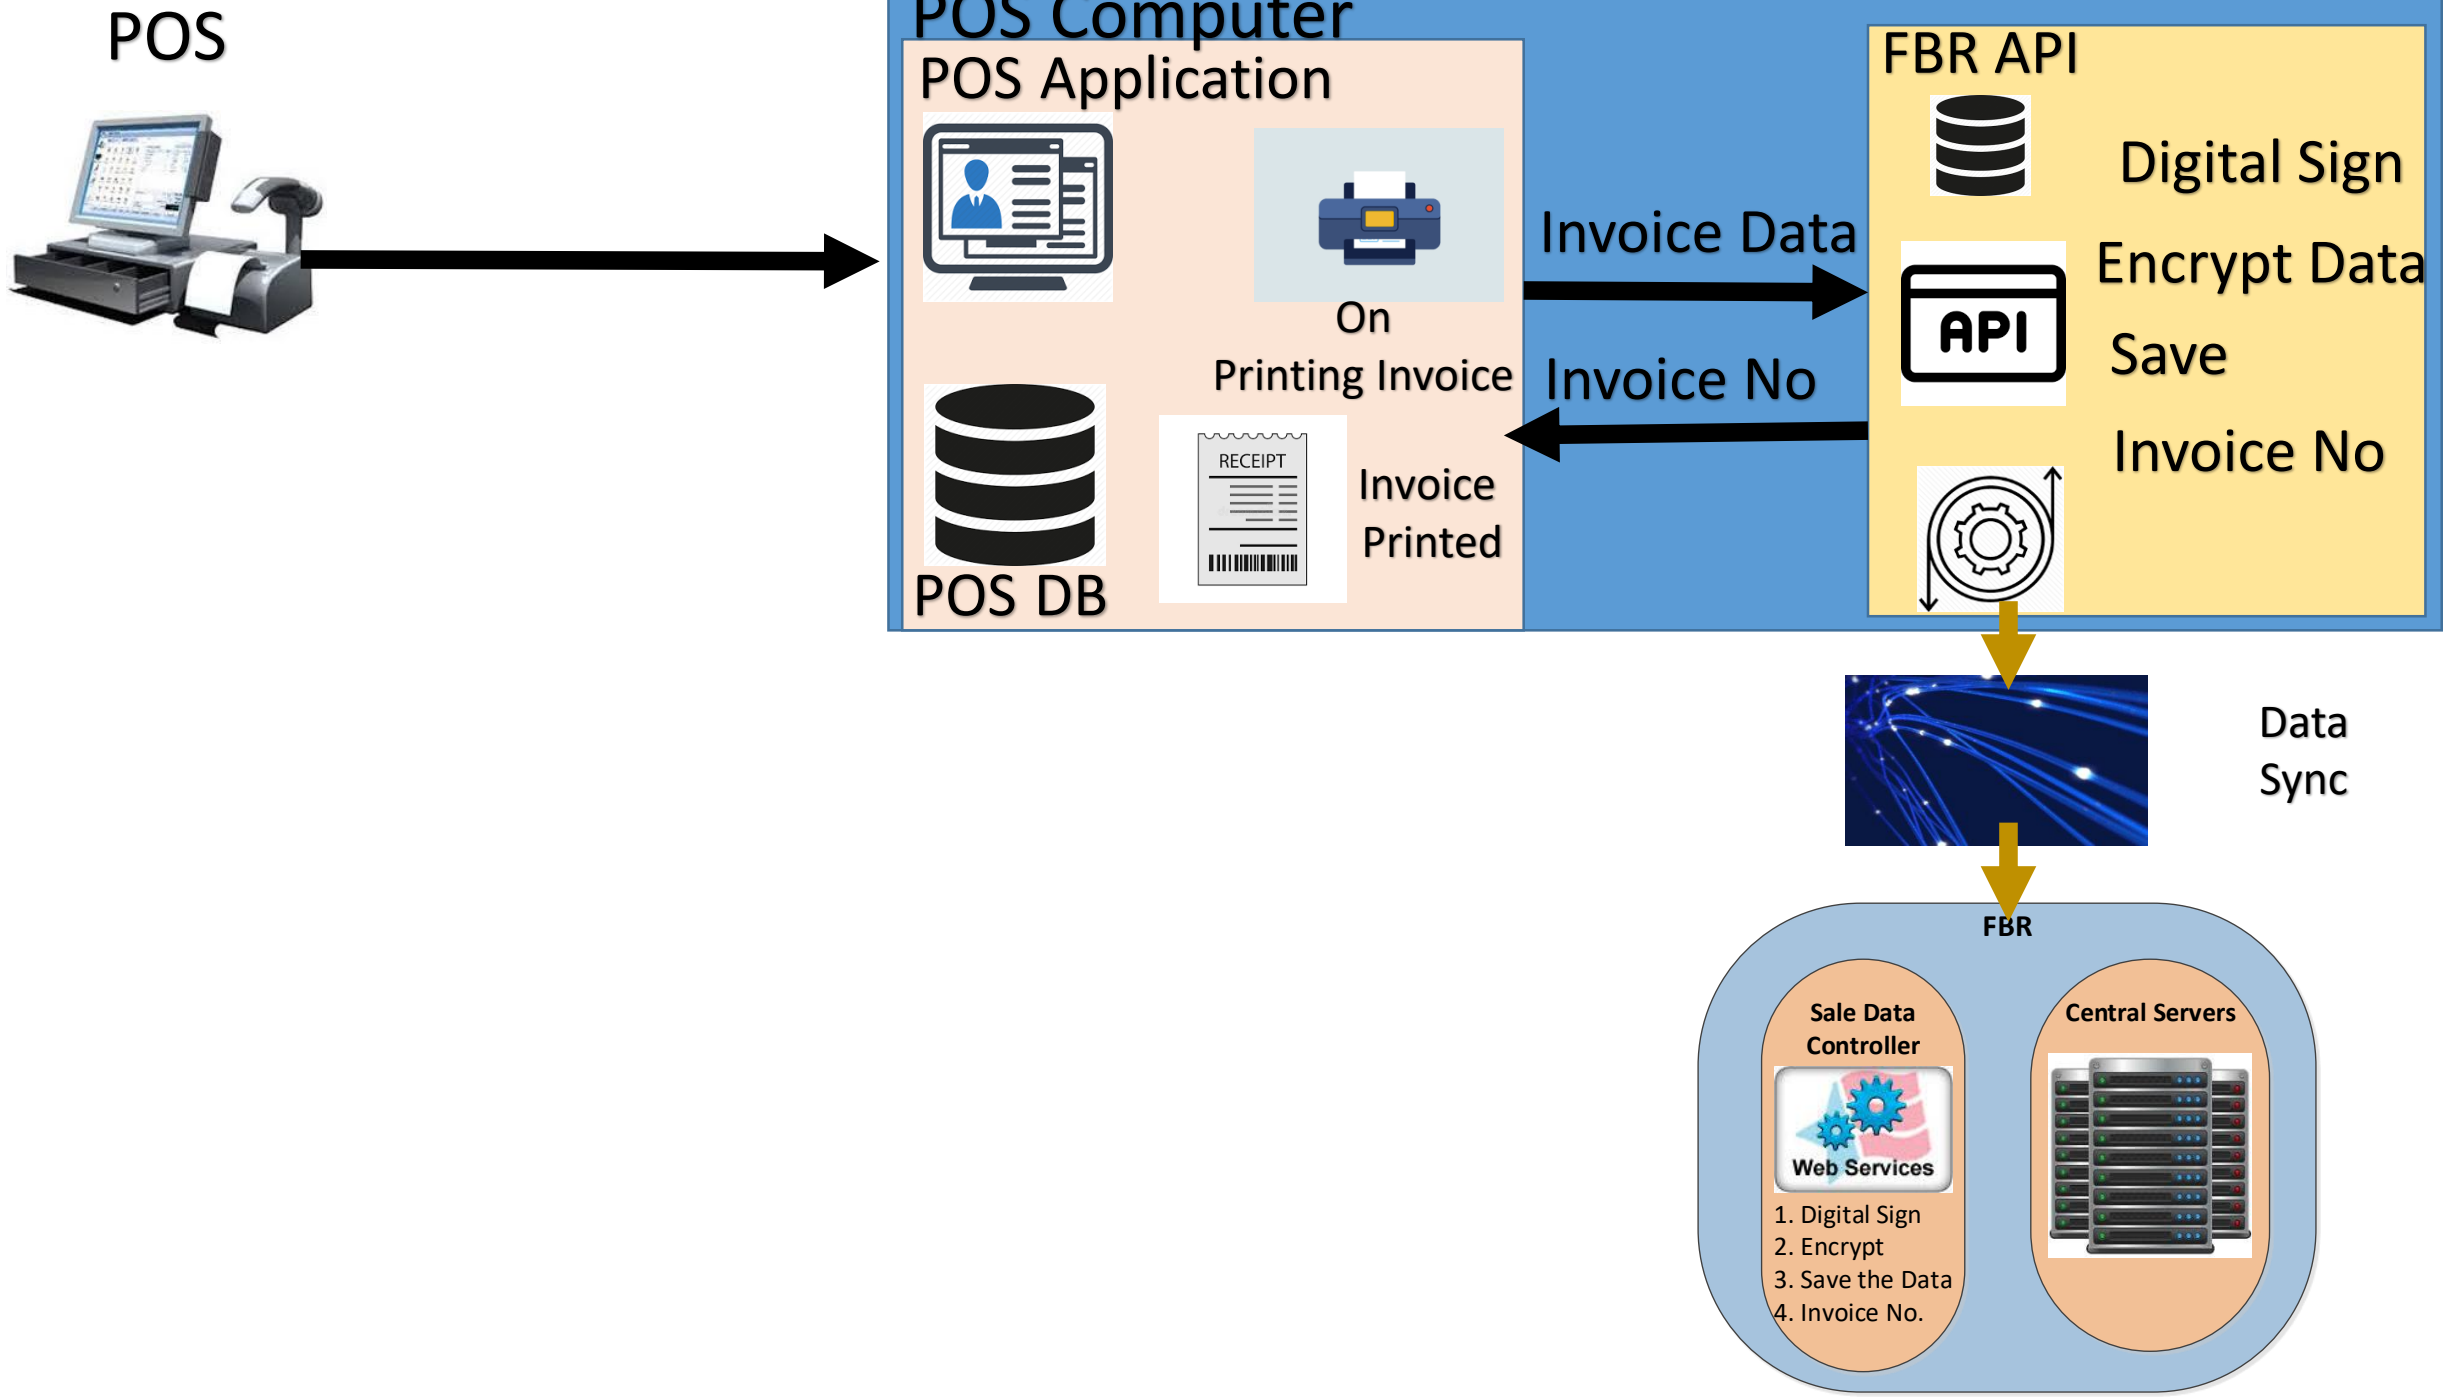 POS
POS Computer
POS Application
On
Printing Invoice
RECEIPT
Invoice
Printed
POS DB
Invoice Data
Invoice No
FBR API
Digital Sign
Encrypt Data
API
Save
Invoice No
Data
Sync
FBR
Sale Data
Controller
Web Services
1. Digital Sign
2. Encrypt
3. Save the Data
4. Invoice No.
Central Servers